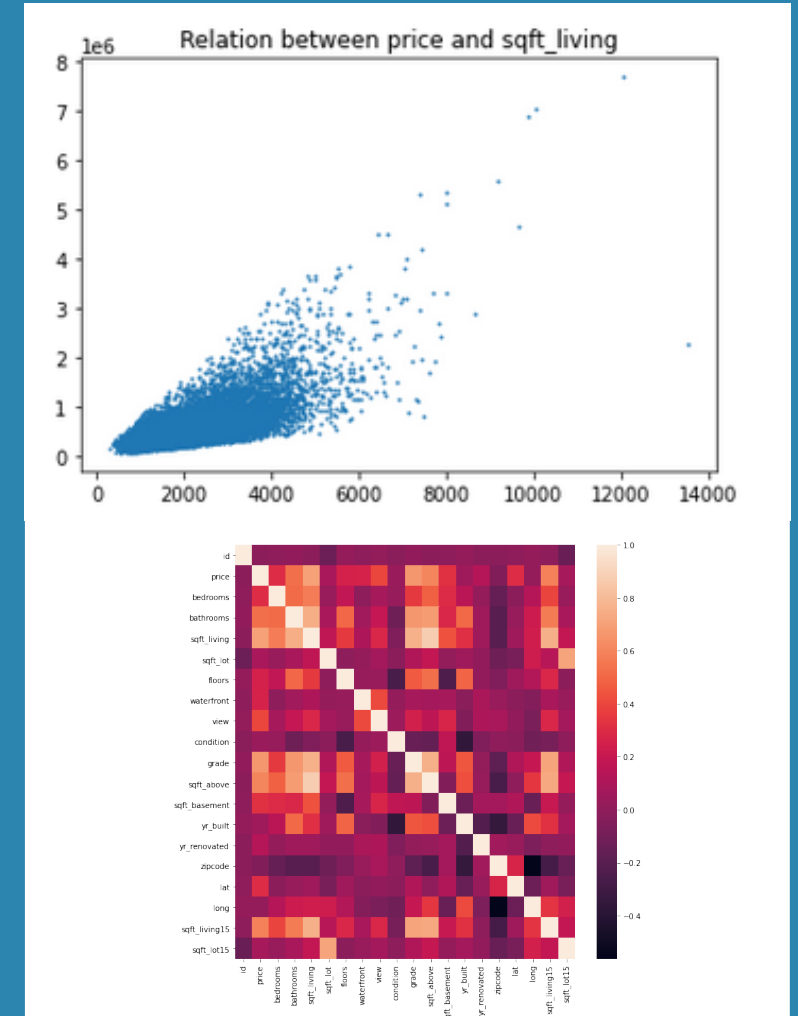 Relation between price and sqft_living
1e6
8
7
6
5
4
3
2
1
0
0 2000 4000 6000 8000 10000 12000 14000
id
price
bedrooms
bathrooms
sqft_living
sqft_lot
floors
waterfront
view
condition
grade
sqft_above
sqft_basement
yr_built
yr_renovated
zipcode
lat
long
sqft_living15
sqft_lot15
1.0
0.8
0.6
0.4
0.2
0.0
−0.2
−0.4
id price bedrooms bathrooms sqft_living sqft_lot floors waterfront view condition grade sqft_above ft_basement yr_built yr_renovated zipcode lat long sqft_living15 sqft_lot15